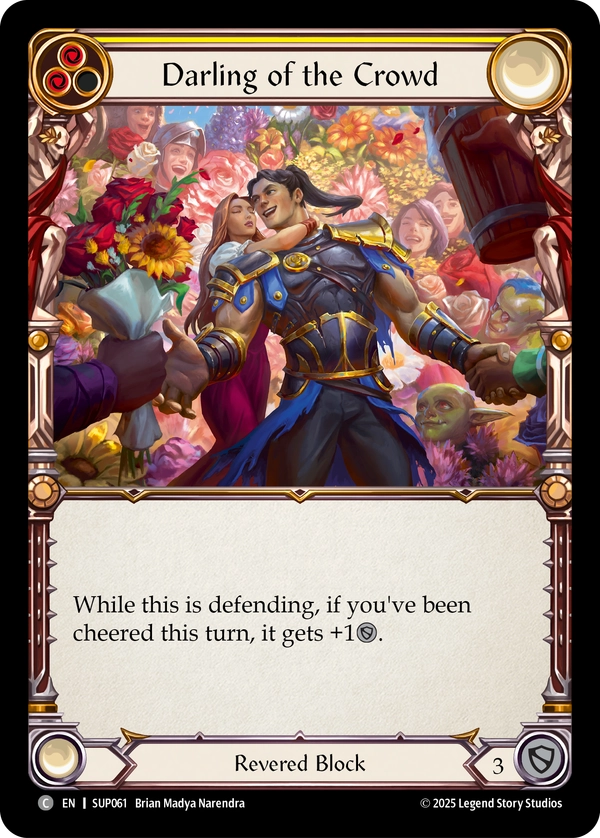 Darling of the Crowd
While this is defending, if you've been
cheered this turn, it gets +1.
Revered Block
3
C EN | SUP061 Brian Madya Narendra
© 2025 Legend Story Studios